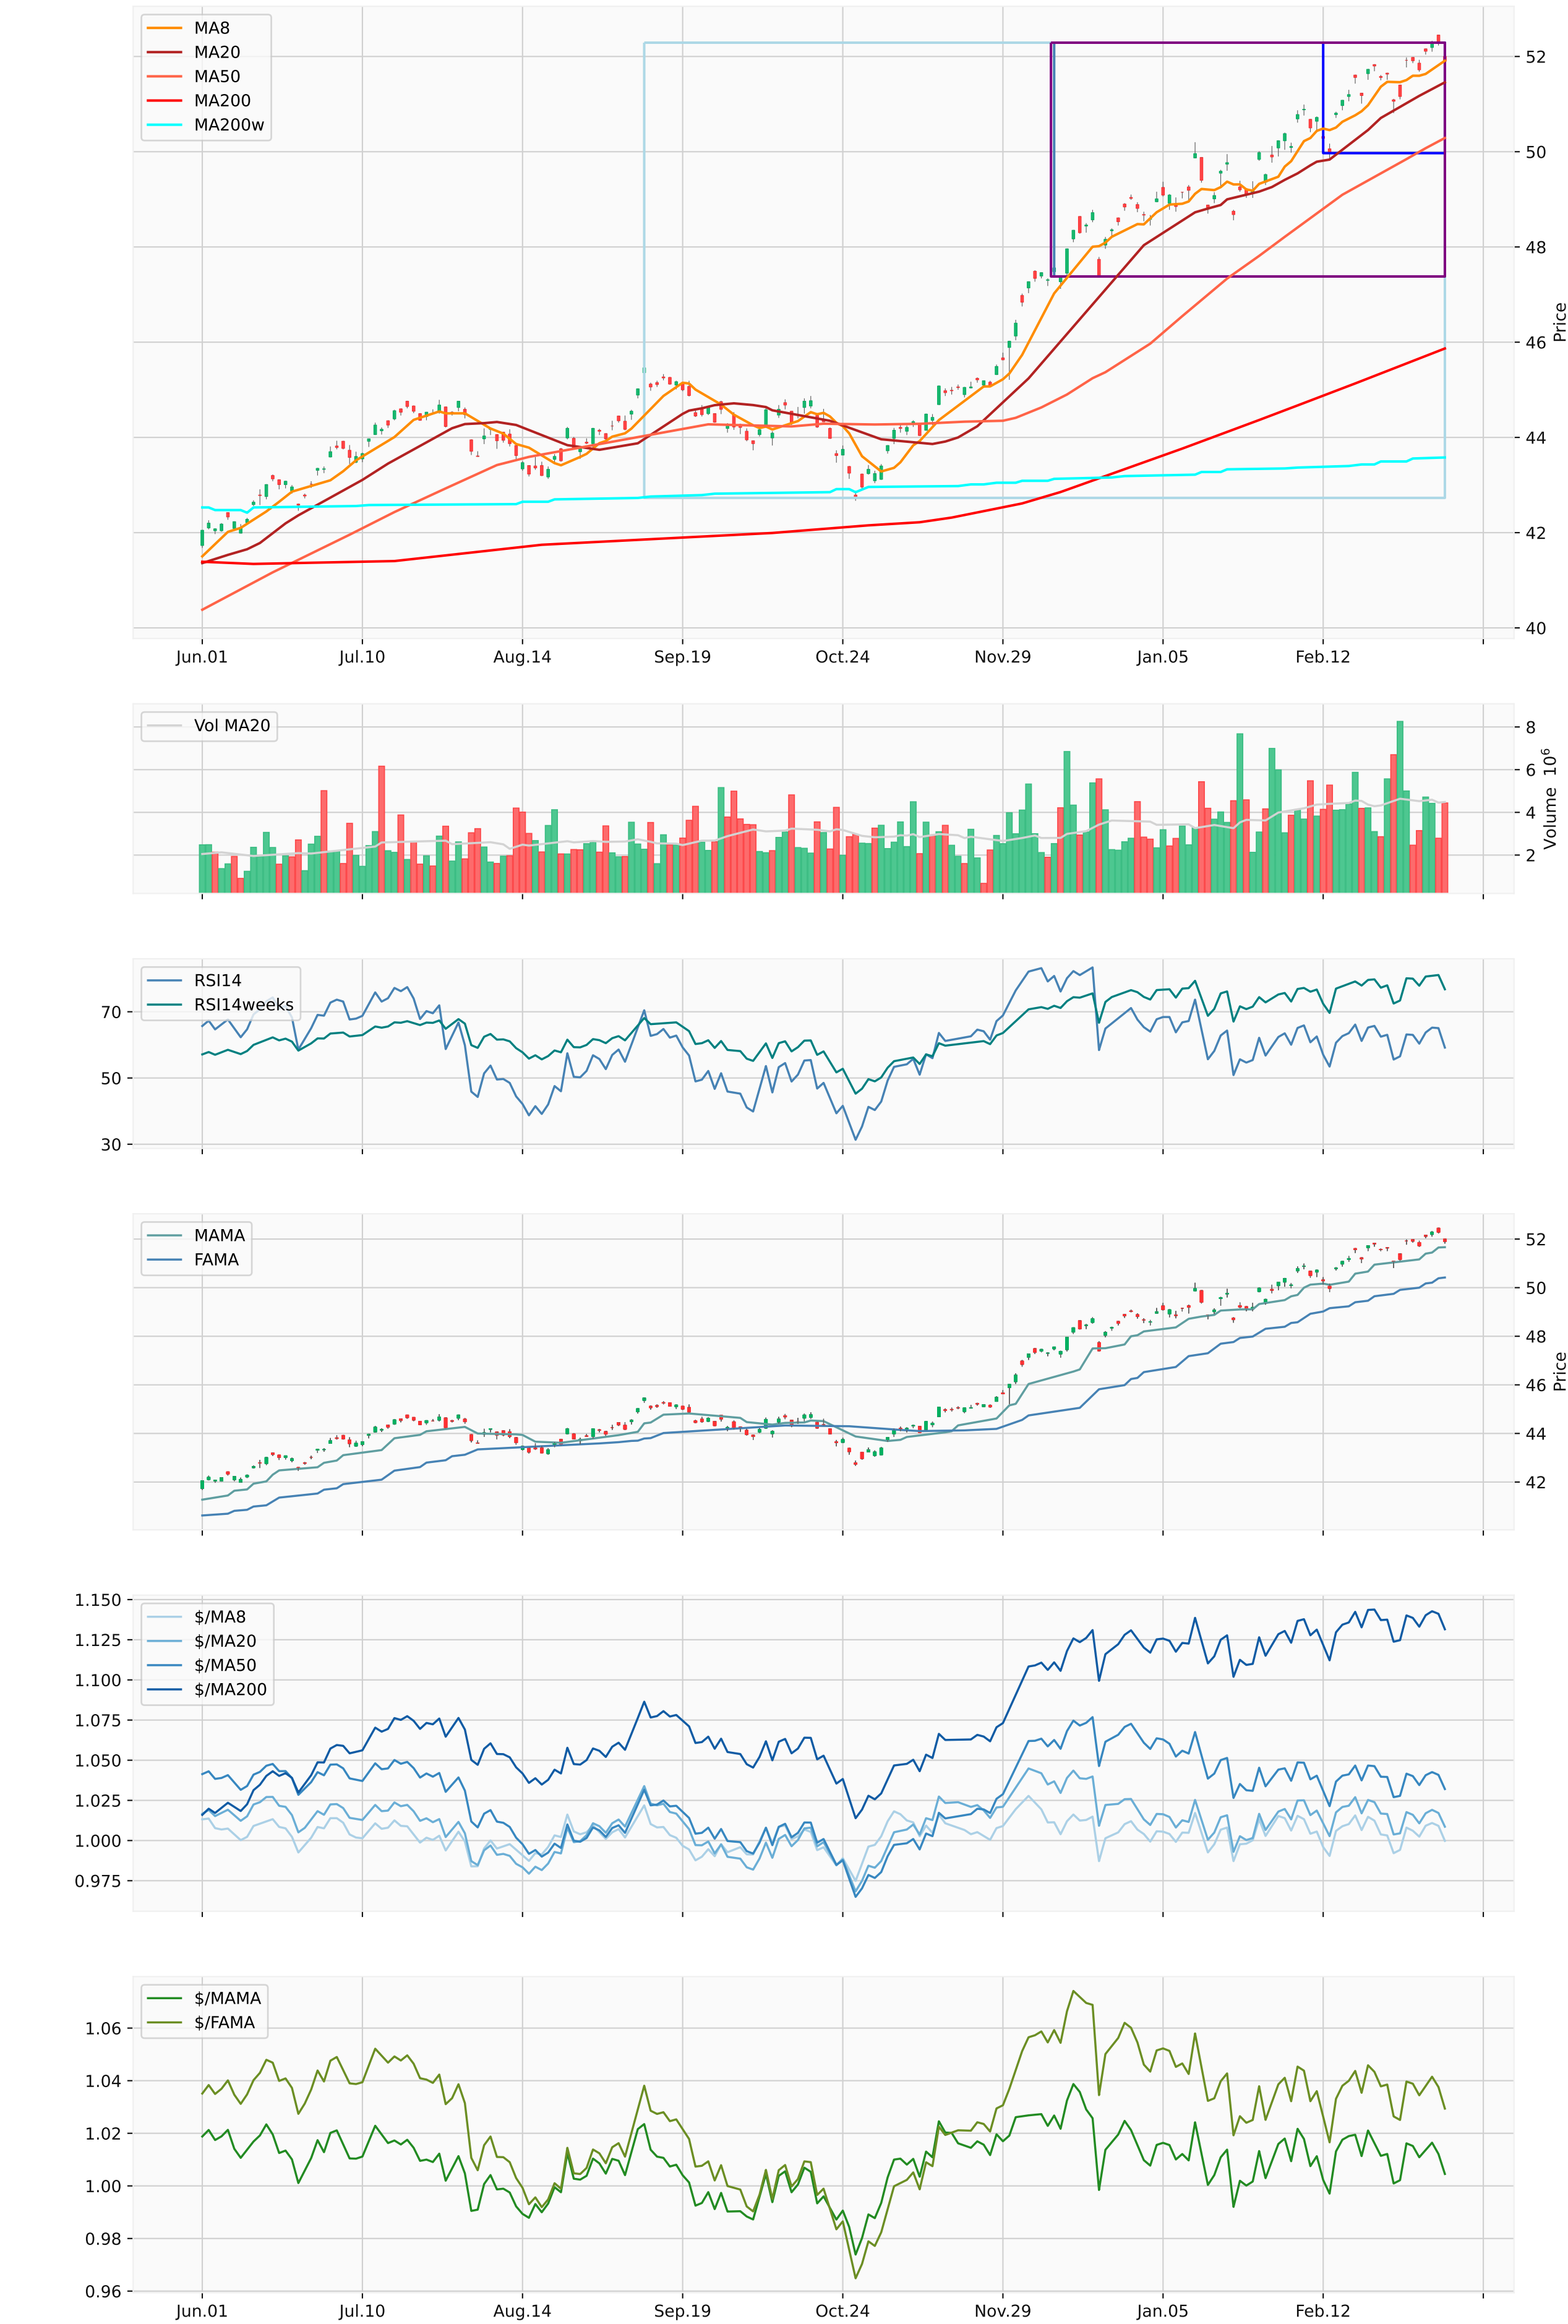 MA8
MA20
MA50
MA200
MA200w
52
50
48
46
44
42
40
Price
Jun.01 Jul.10 Aug.14 Sep.19 Oct.24 Nov.29 Jan.05 Feb.12
Vol MA20
8
6
4
2
Volume 10⁶
RSI14
RSI14weeks
70
50
30
MAMA
FAMA
52
50
48
46
44
42
Price
1.150
1.125
1.100
1.075
1.050
1.025
1.000
0.975
$/MA8
$/MA20
$/MA50
$/MA200
$/MAMA
$/FAMA
1.06
1.04
1.02
1.00
0.98
0.96
Jun.01 Jul.10 Aug.14 Sep.19 Oct.24 Nov.29 Jan.05 Feb.12